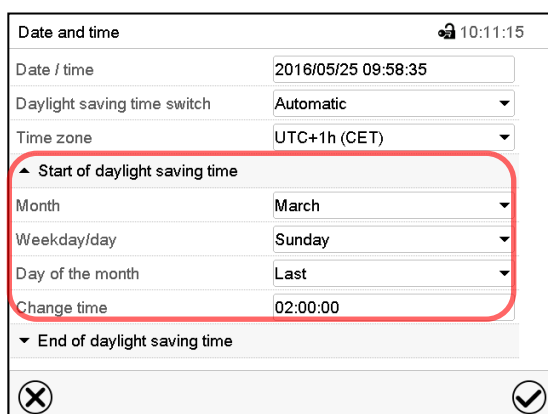 Date and time 10:11:15
Date / time 2016/05/25 09:58:35
Daylight saving time switch Automatic
Time zone UTC+1h (CET)
Start of daylight saving time
Month March
Weekday/day Sunday
Day of the month Last
Change time 02:00:00
End of daylight saving time